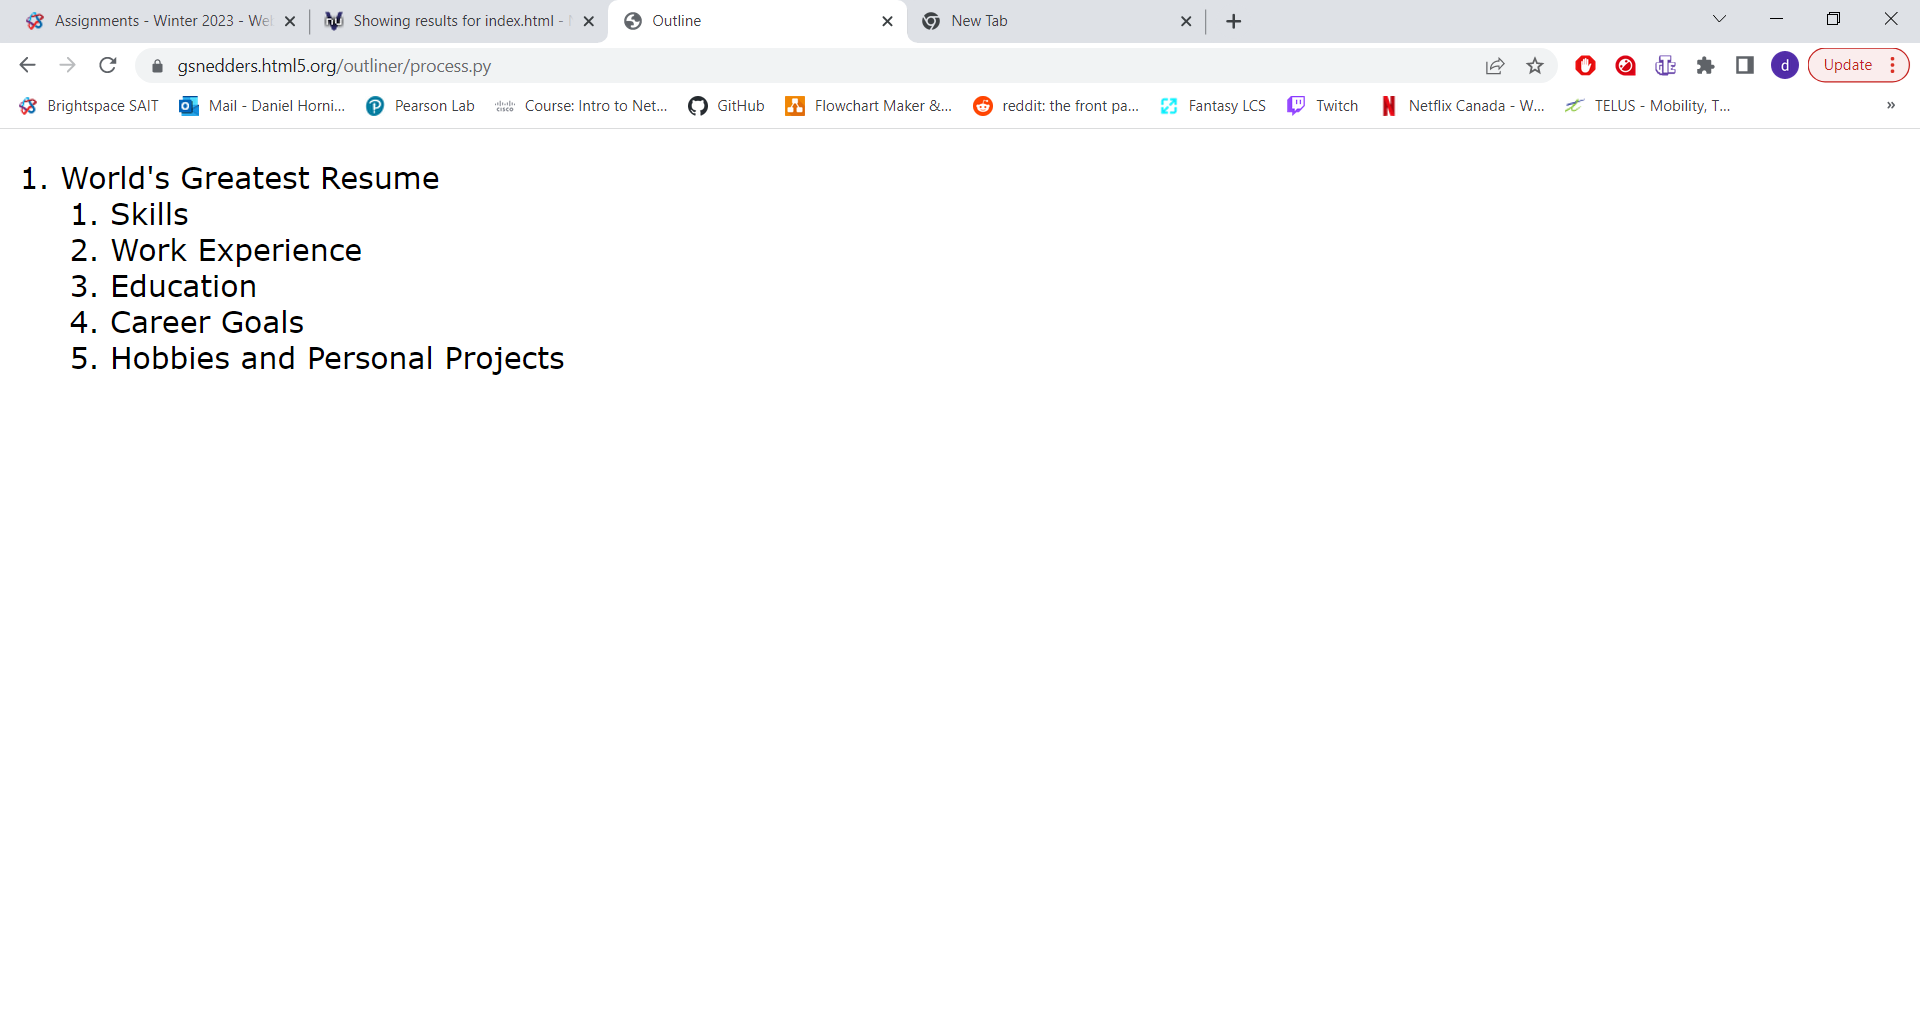 Assignments - Winter 2023 - Web
Showing results for index.html -
Outline
New Tab
gsnedders.html5.org/outliner/process.py
d
Update
Brightspace SAIT
Mail - Daniel Horni...
Pearson Lab
cisco
Course: Intro to Net...
GitHub
Flowchart Maker &...
reddit: the front pa...
Fantasy LCS
Twitch
Netflix Canada - W...
TELUS - Mobility, T...
»
1. World's Greatest Resume
1. Skills
2. Work Experience
3. Education
4. Career Goals
5. Hobbies and Personal Projects